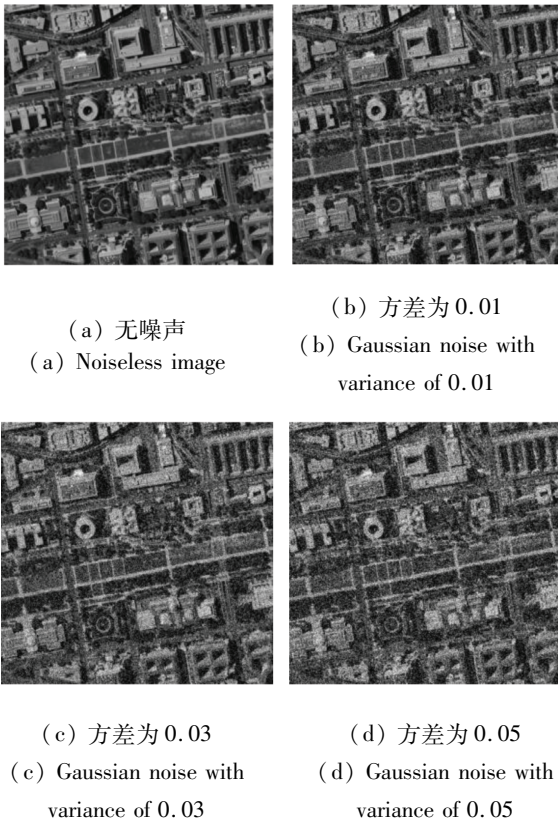 (a) 无噪声
(a) Noiseless image
(b) 方差为 0.01
(b) Gaussian noise with
variance of 0.01
(c) 方差为 0.03
(c) Gaussian noise with
variance of 0.03
(d) 方差为 0.05
(d) Gaussian noise with
variance of 0.05